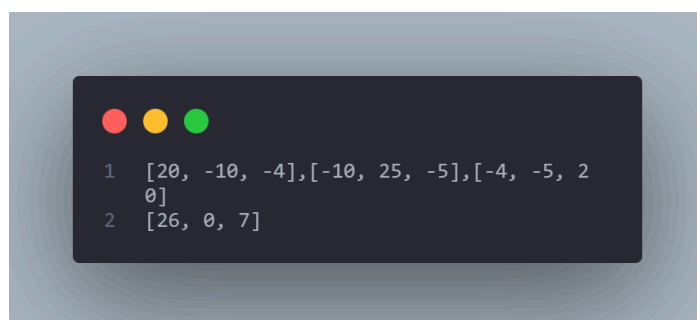 1 [20, -10, -4],[-10, 25, -5],[-4, -5, 2
0]
2 [26, 0, 7]